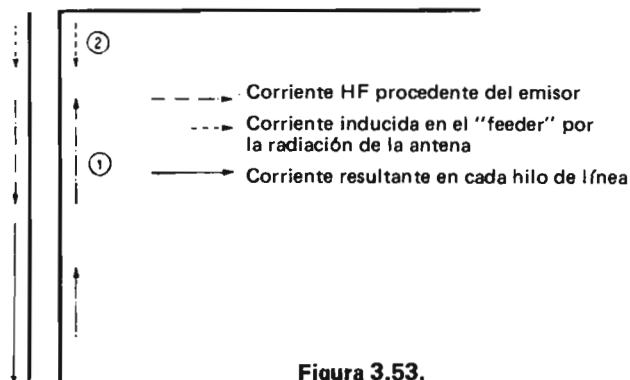 ②
Corriente HF procedente del emisor
Corriente inducida en el "feeder" por
la radiación de la antena
①
Corriente resultante en cada hilo de línea
Figura 3.53.